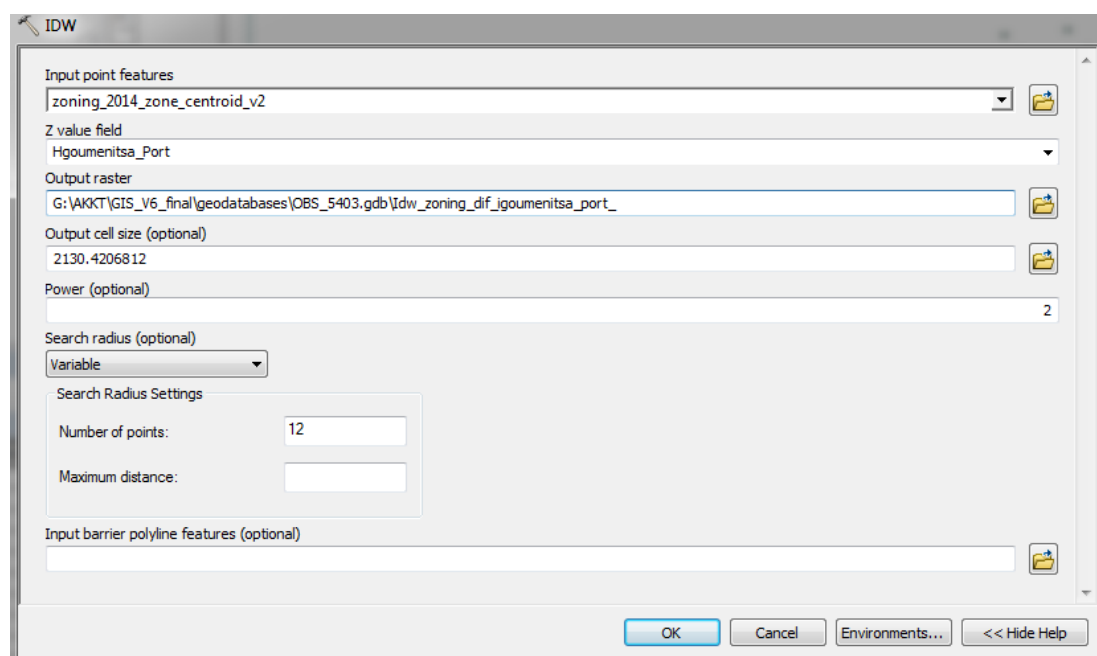 IDW
Input point features
zoning_2014_zone_centroid_v2
Z value field
Hgoumenitsa_Port
Output raster
G:\AKKT\GIS_V6_final\geodatabases\OBS_5403.gdb\Idw_zoning_dif_igoumenitsa_port_
Output cell size (optional)
2130.4206812
Power (optional)
2
Search radius (optional)
Variable
Search Radius Settings
Number of points:
12
Maximum distance:
Input barrier polyline features (optional)
OK Cancel Environments... << Hide Help